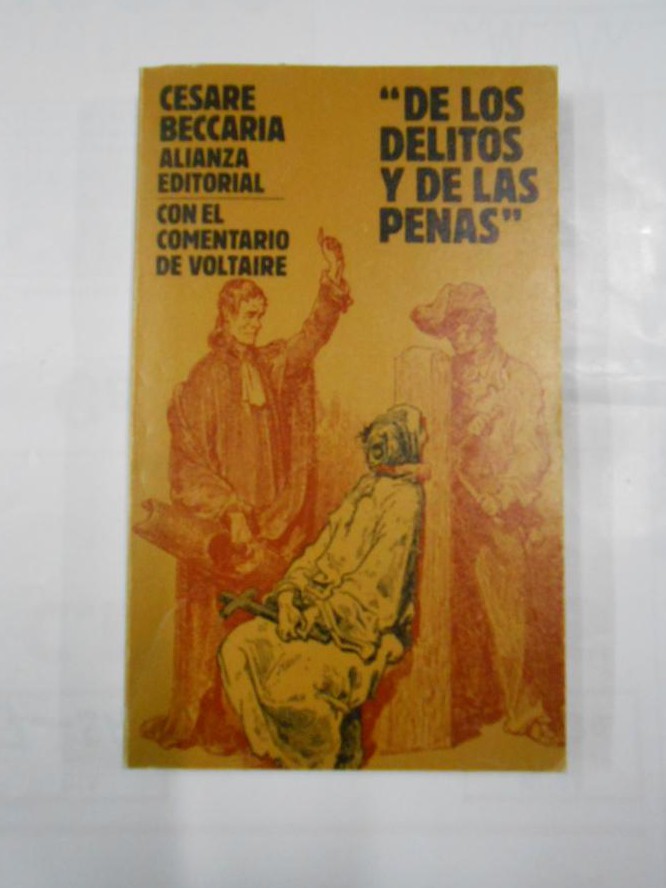 CESARE
BECCARIA
ALIANZA
EDITORIAL
CON EL
COMENTARIO
DE VOLTAIRE
“DE LOS
DELITOS
Y DE LAS
PENAS”